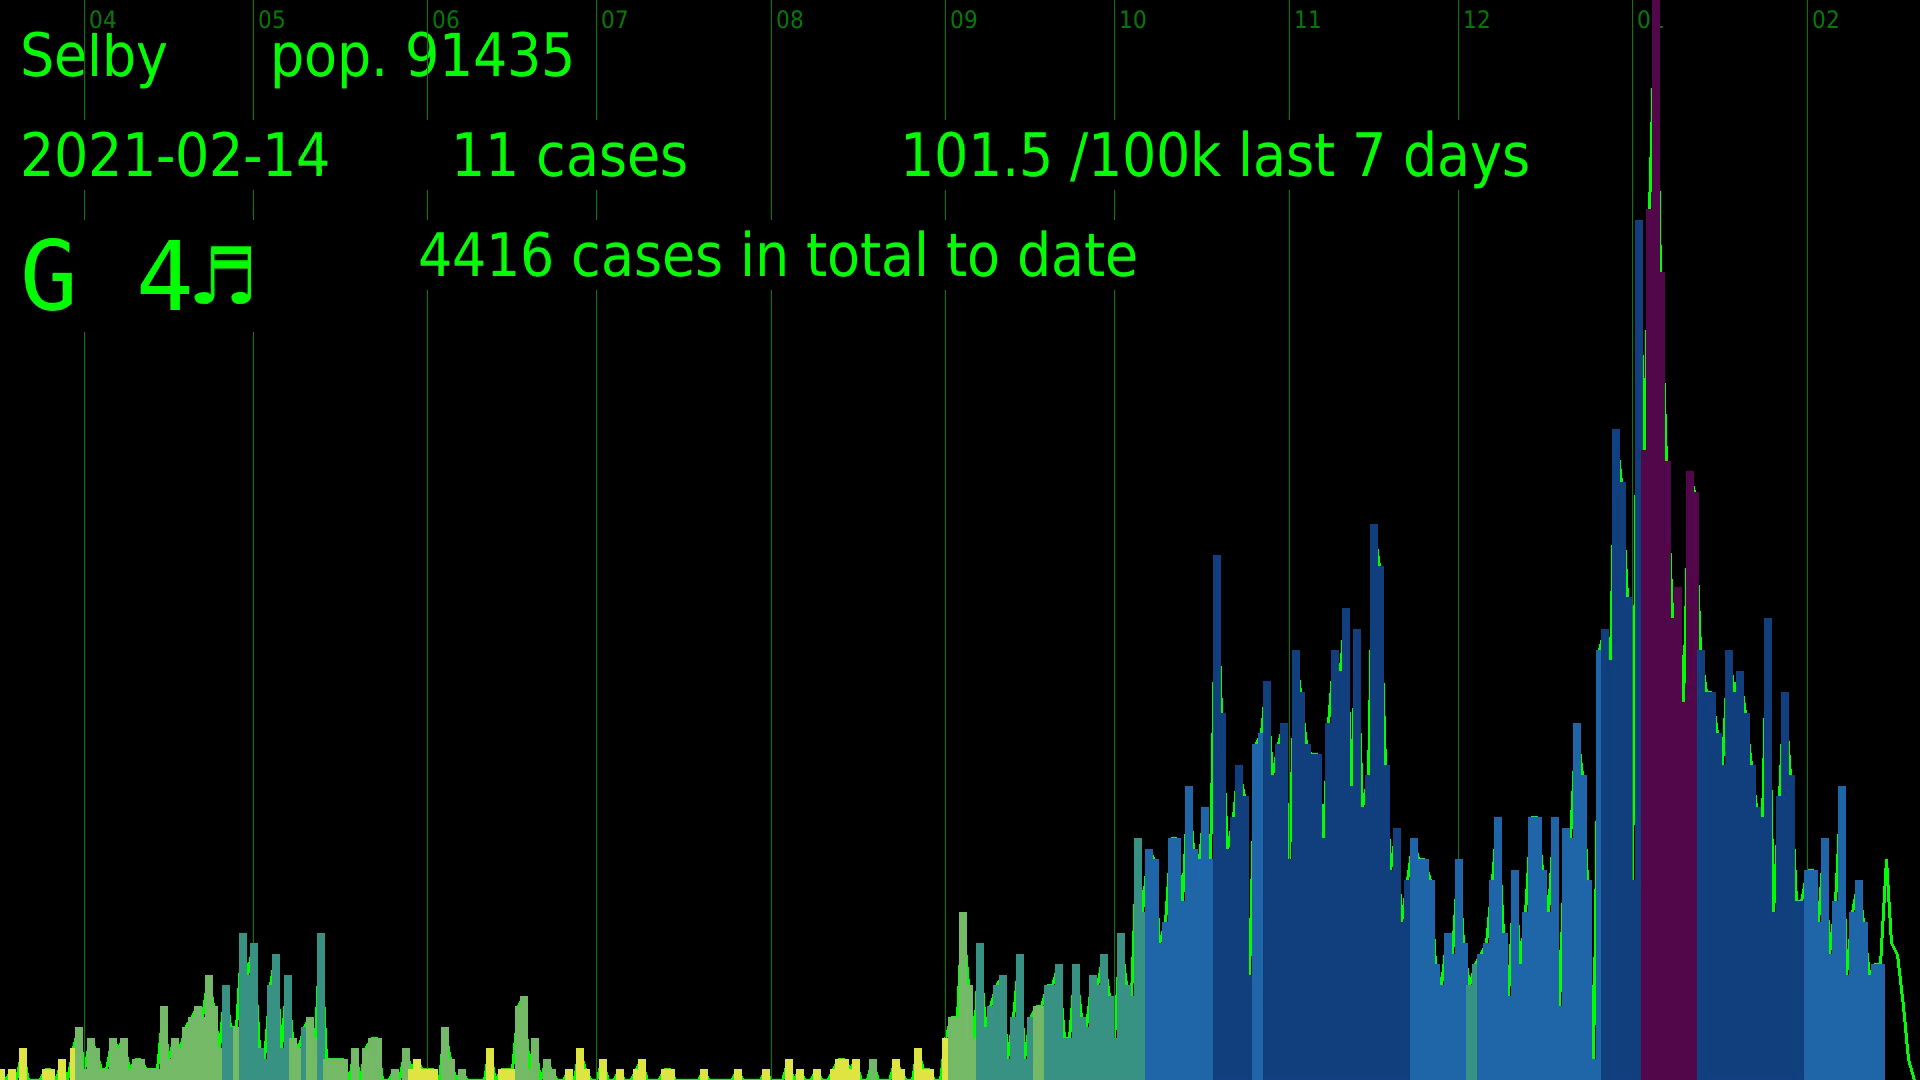 04 05 06 07 08 09 10 11 12 0 02
Selby pop. 91435
2021-02-14 11 cases 101.5 /100k last 7 days
G 4♬ 4416 cases in total to date